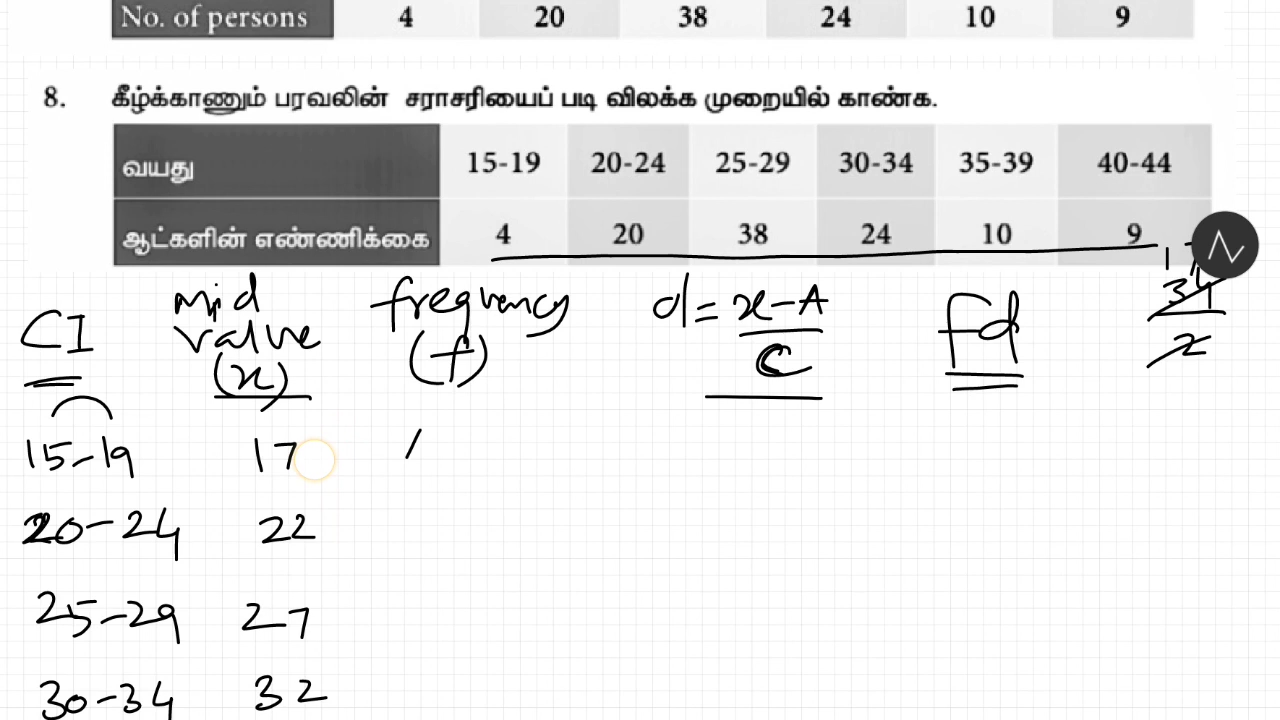 No. of persons 4 20 38 24 10 9
8. கீழ்க்காணும் பரவலின் சராசரியைப் படி விலக்க முறையில் காண்க.
வயது 15-19 20-24 25-29 30-34 35-39 40-44
ஆட்களின் எண்ணிக்கை 4 20 38 24 10 9
CI mid value (x) frequency (f) d = x-A / C fd
15-19 17
20-24 22
25-29 27
30-34 32